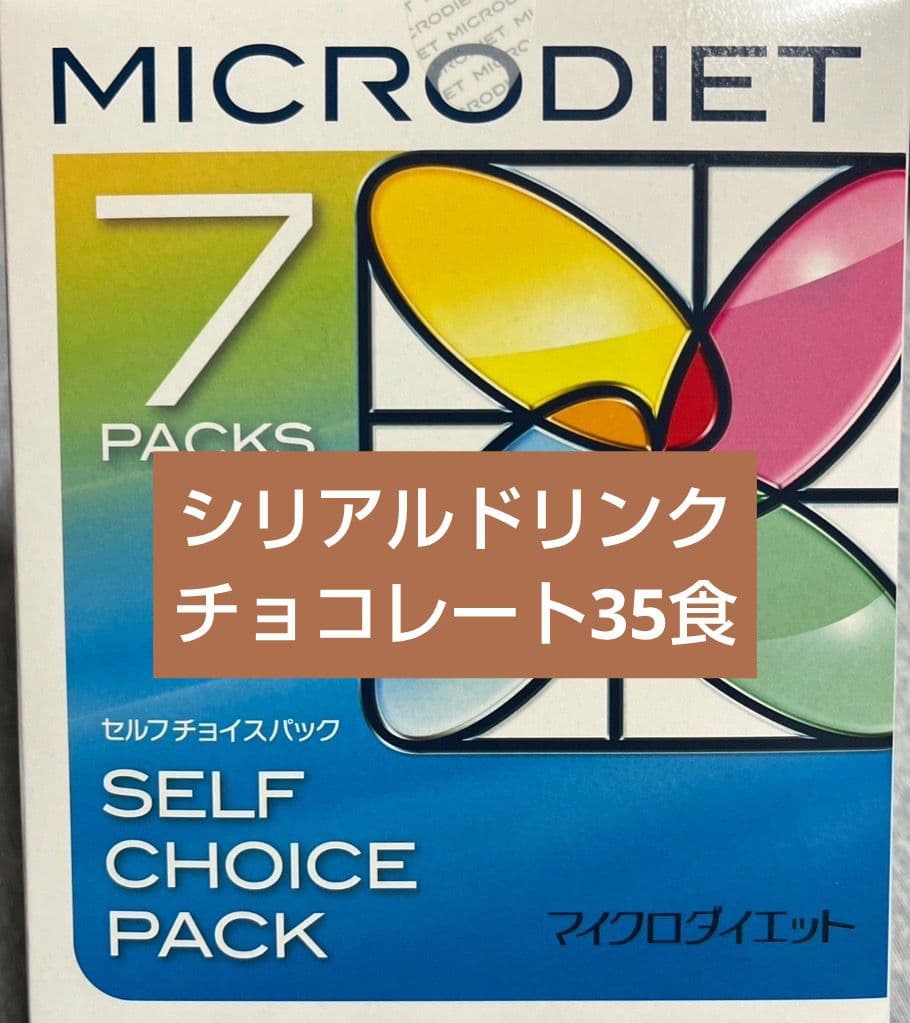 MICRODIET
7
PACKS
シリアルドリンク
チョコレート35食
セルフチョイスパック
SELF
CHOICE
PACK
マイクロダイエット